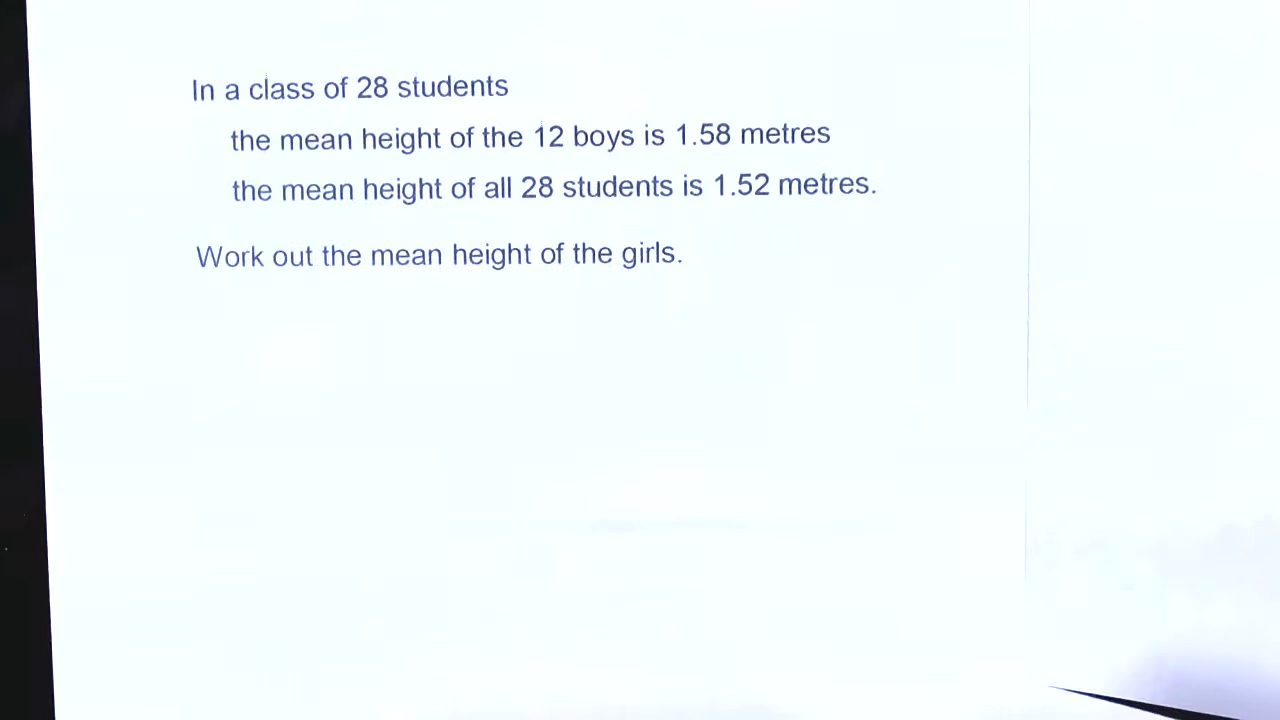 In a class of 28 students
the mean height of the 12 boys is 1.58 metres
the mean height of all 28 students is 1.52 metres.
Work out the mean height of the girls.